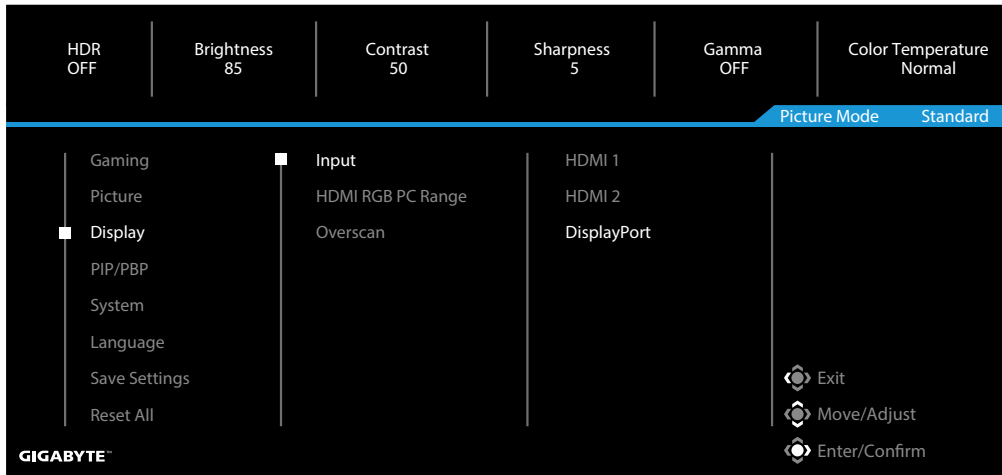 HDR
OFF
Brightness
85
Contrast
50
Sharpness
5
Gamma
OFF
Color Temperature
Normal
Picture Mode Standard
Gaming
Picture
Display
PIP/PBP
System
Language
Save Settings
Reset All
Input
HDMI RGB PC Range
Overscan
HDMI 1
HDMI 2
DisplayPort
Exit
Move/Adjust
Enter/Confirm
GIGABYTE™